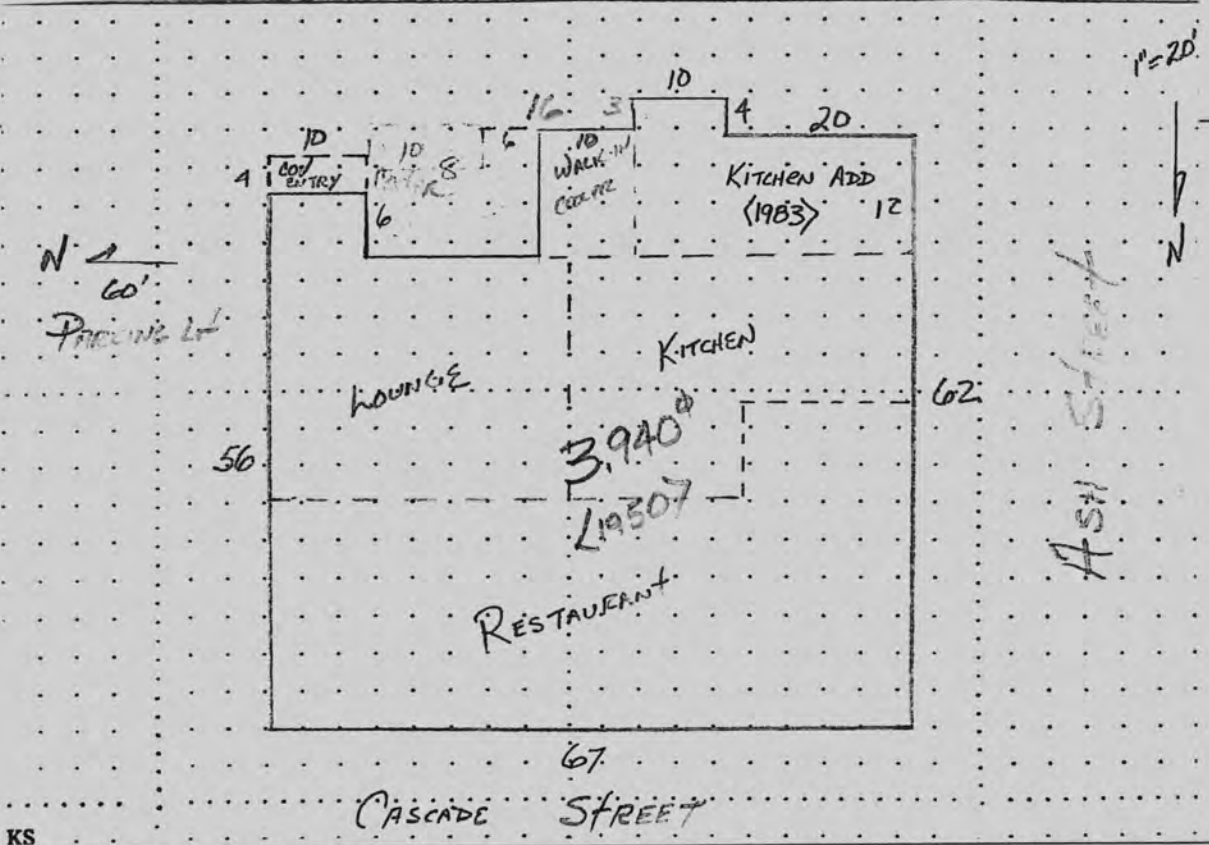 1"=20'
10
16
3
4
20
10
COV
ENTRY
4
10
8
6
10
WALK-IN
COOLER
6
KITCHEN ADD
<1983>
12
N
N
60'
PARKING LOT
LOUNGE
KITCHEN
62
56
3,940
<1950>
RESTAURANT
ASH STREET
67
CASCADE STREET
KS